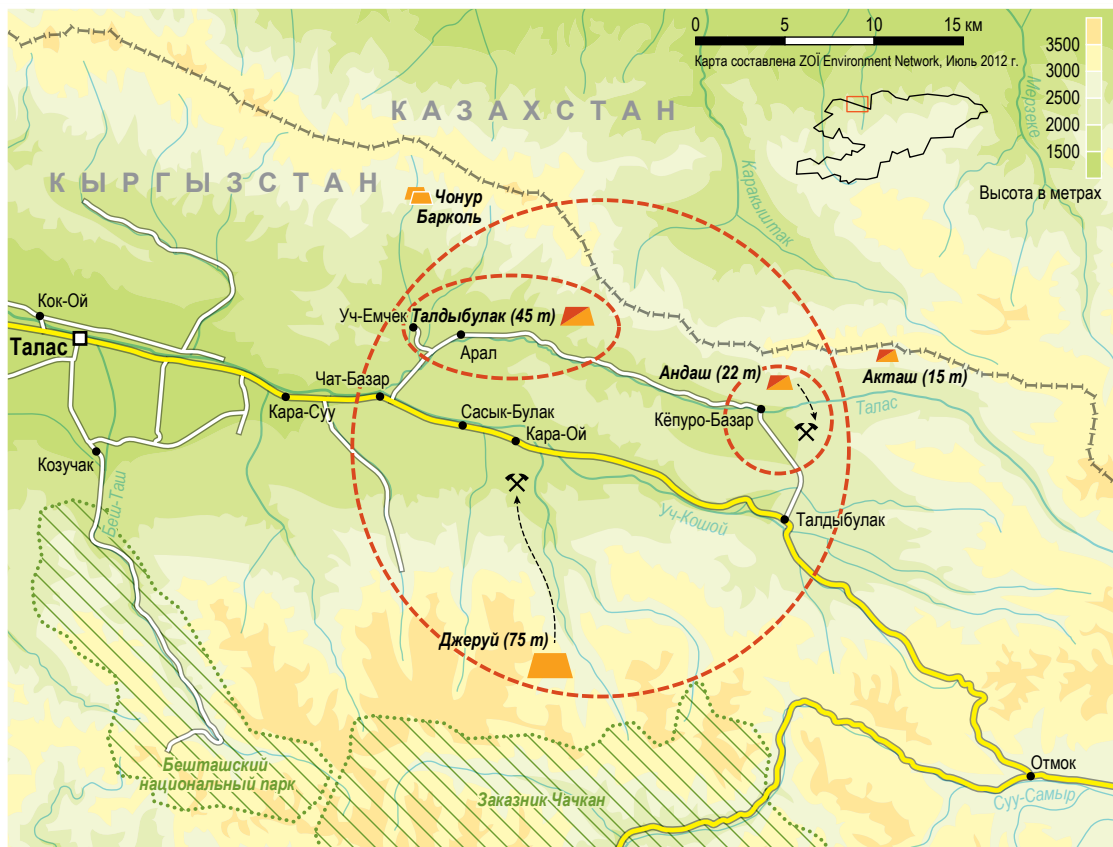 0 5 10 15 км
Карта составлена ZOÏ Environment Network, Июль 2012 г.
3500
3000
2500
2000
1500
Высота в метрах
КАЗАХСТАН
КЫРГЫЗСТАН
Мерзеке
Каракыштак
Чонур
Барколь
Кок-Ой
Талас
Уч-Емчек
Талдыбулак (45 т)
Арал
Андаш (22 т)
Акташ (15 т)
Талас
Чат-Базар
Кара-Суу
Сасык-Булак
Кара-Ой
Кёпуро-Базар
Козучак
Беш-Таш
Уч-Кошой
Талдыбулак
Джеруй (75 т)
Бешташский
национальный парк
Заказник Чачкан
Отмок
Суу-Самыр